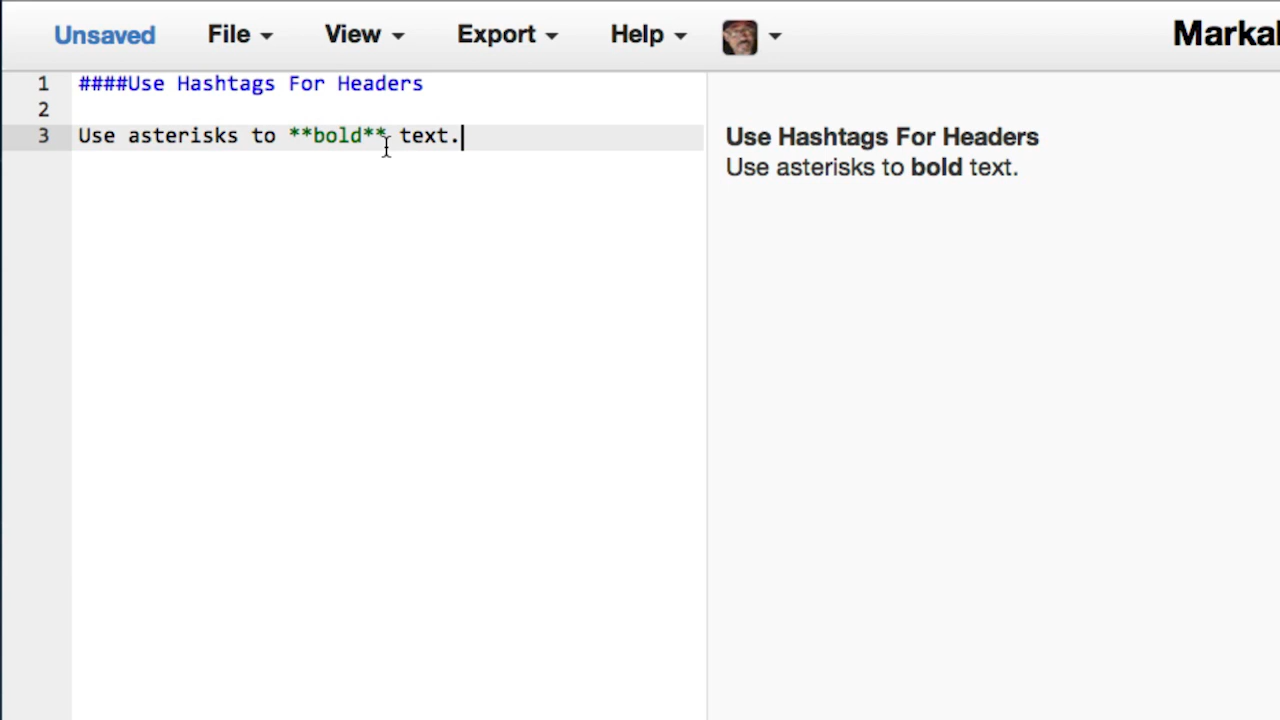 Unsaved File View Export Help Markal
1 ####Use Hashtags For Headers
2
3 Use asterisks to **bold** text.
Use Hashtags For Headers
Use asterisks to bold text.